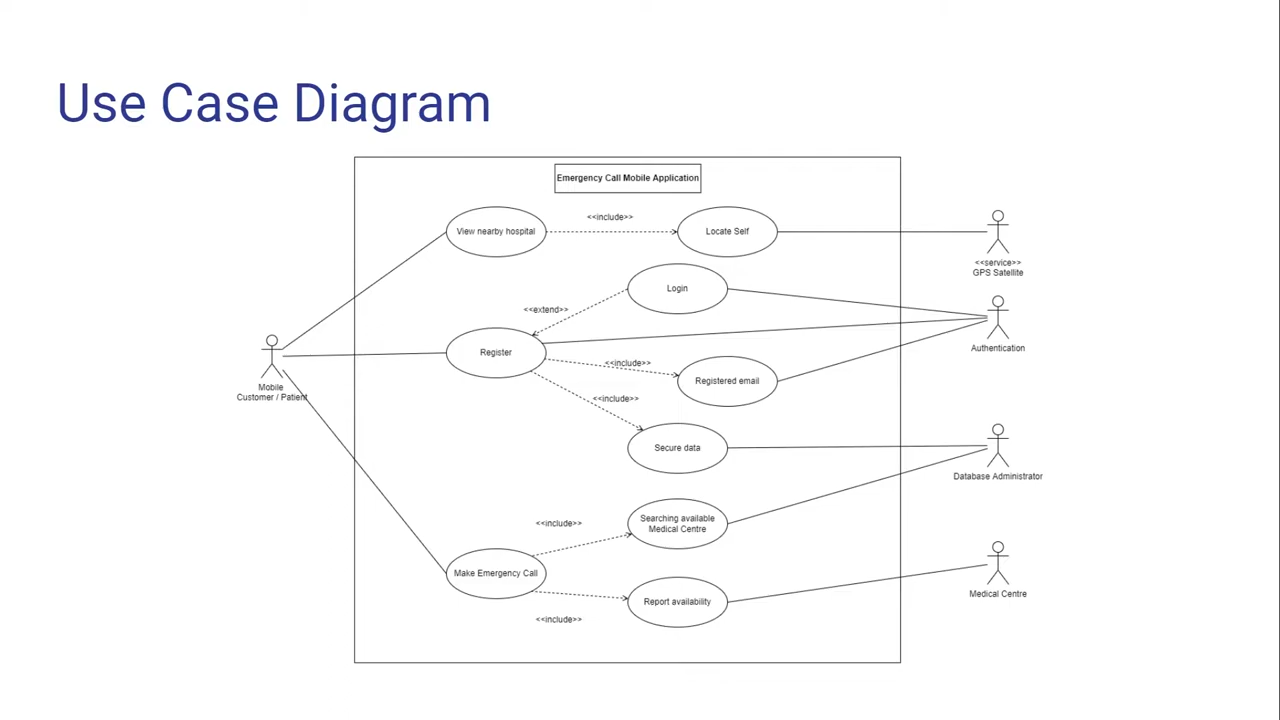 Use Case Diagram
Emergency Call Mobile Application
View nearby hospital
<<include>>
Locate Self
<<service>>
GPS Satellite
Login
<<extend>>
Authentication
Register
<<include>>
Registered email
<<include>>
Mobile
Customer / Patient
Secure data
Database Administrator
<<include>>
Searching available
Medical Centre
Make Emergency Call
Report availability
Medical Centre
<<include>>